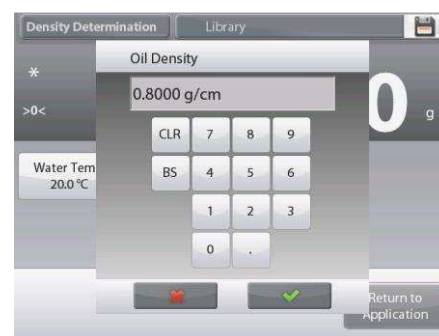 Density Determination
Library
Oil Density
0.8000 g/cm
*
>0<
0
g
CLR 7 8 9
BS 4 5 6
1 2 3
0 .
Water Tem
20.0 °C
Return to
Application